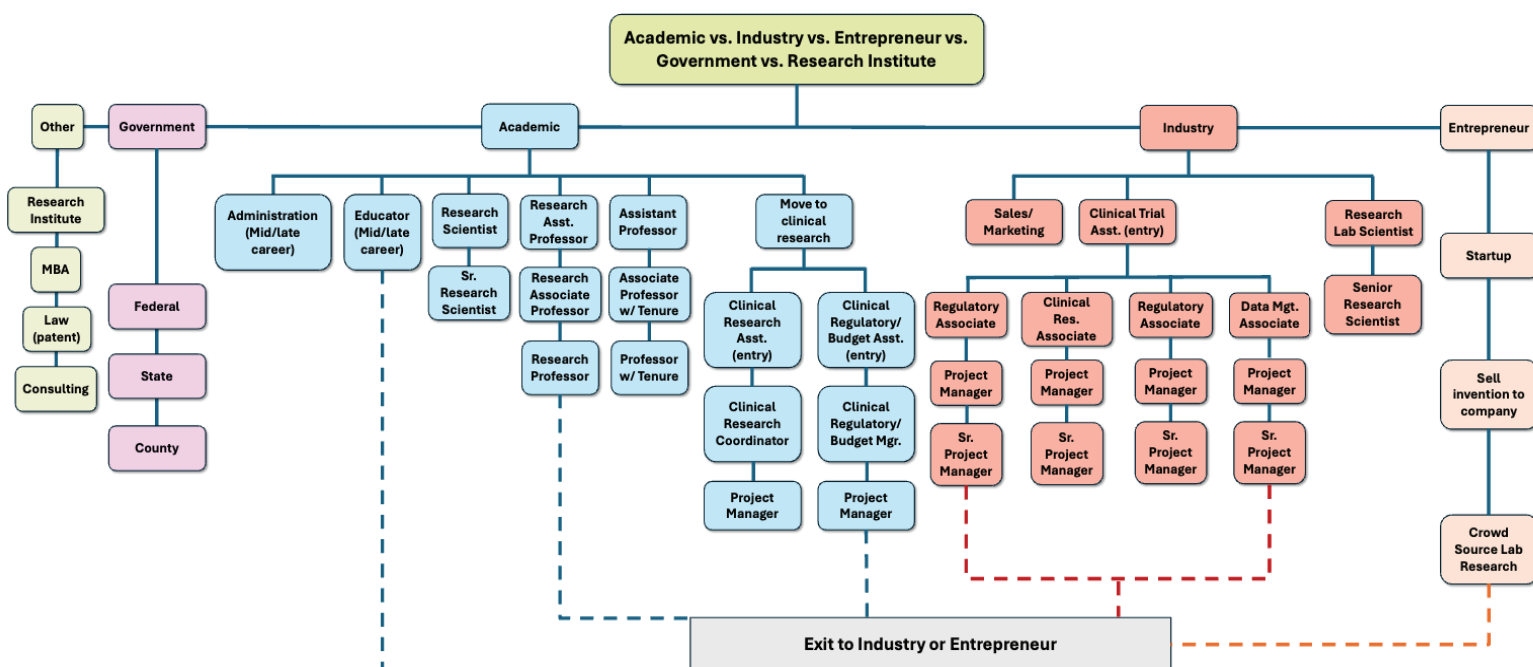 Academic vs. Industry vs. Entrepreneur vs.
Government vs. Research Institute
Other
Government
Academic
Industry
Entrepreneur
Research
Institute
MBA
Law
(patent)
Consulting
Federal
State
County
Administration
(Mid/late
career)
Educator
(Mid/late
career)
Research
Scientist
Sr.
Research
Scientist
Research
Asst.
Professor
Research
Associate
Professor
Research
Professor
Assistant
Professor
Associate
Professor
w/ Tenure
Professor
w/ Tenure
Move to
clinical
research
Clinical
Research
Asst.
(entry)
Clinical
Research
Coordinator
Project
Manager
Clinical
Regulatory/
Budget Asst.
(entry)
Clinical
Regulatory/
Budget Mgr.
Project
Manager
Sales/
Marketing
Clinical Trial
Asst. (entry)
Regulatory
Associate
Project
Manager
Sr.
Project
Manager
Clinical
Res.
Associate
Project
Manager
Sr.
Project
Manager
Regulatory
Associate
Project
Manager
Sr.
Project
Manager
Data Mgt.
Associate
Project
Manager
Sr.
Project
Manager
Research
Lab Scientist
Senior
Research
Scientist
Startup
Sell
invention to
company
Crowd
Source Lab
Research
Exit to Industry or Entrepreneur